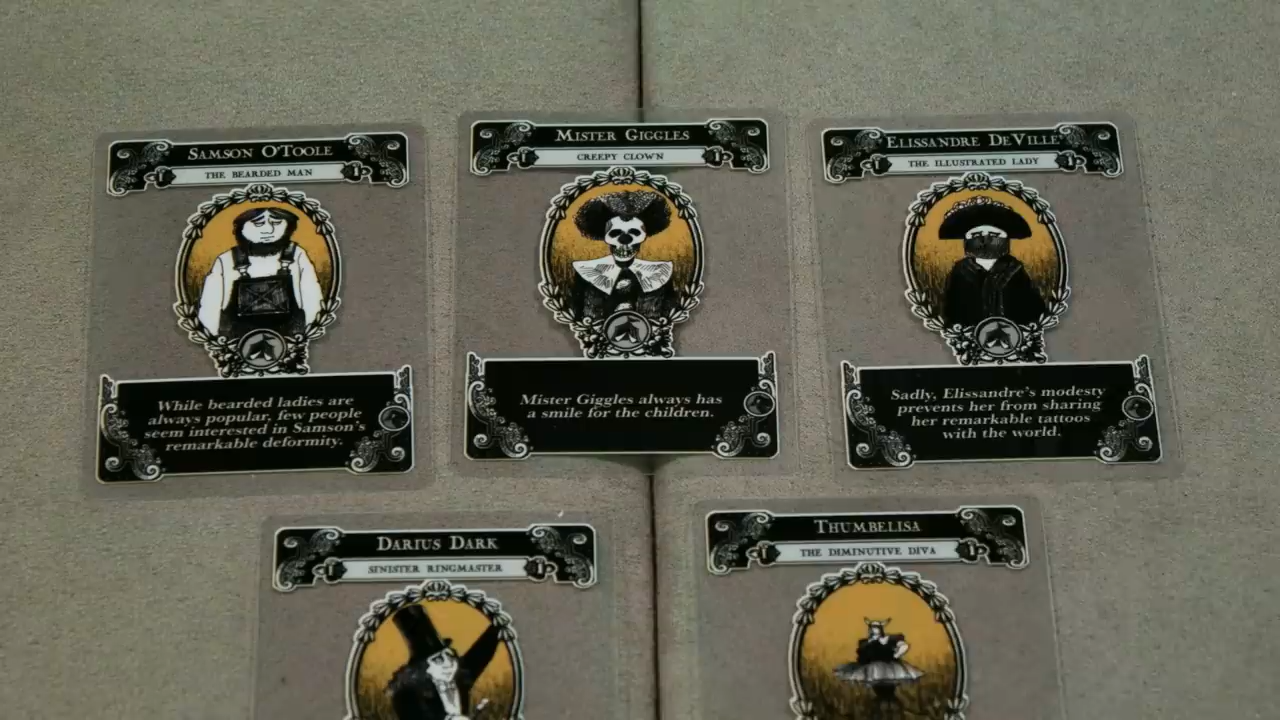 SAMSON O'TOOLE
THE BEARDED MAN
While bearded ladies are
always popular, few people
seem interested in Samson's
remarkable deformity.
MISTER GIGGLES
CREEPY CLOWN
Mister Giggles always has
a smile for the children.
ELISSANDRE DEVILLE
THE ILLUSTRATED LADY
Sadly, Elissandre's modesty
prevents her from sharing
her remarkable tattoos
with the world.
DARIUS DARK
SINISTER RINGMASTER
THUMBELISA
THE DIMINUTIVE DIVA